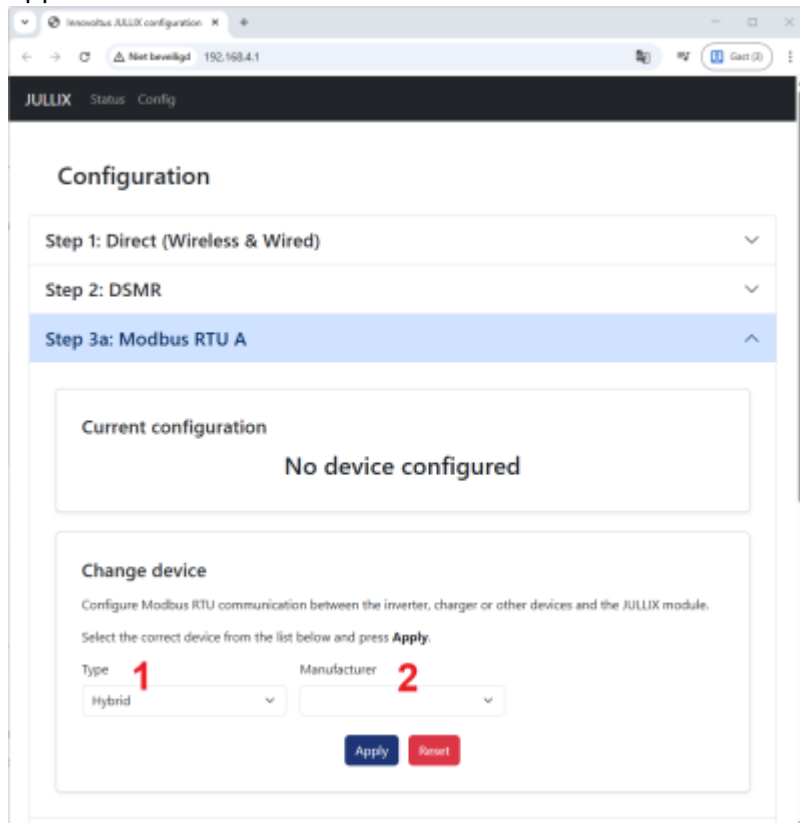 Innovoltus JULLIX configuration
Niet beveiligd 192.168.4.1
Gast (2)
JULLIX Status Config
Configuration
Step 1: Direct (Wireless & Wired)
Step 2: DSMR
Step 3a: Modbus RTU A
Current configuration
No device configured
Change device
Configure Modbus RTU communication between the inverter, charger or other devices and the JULLIX module.
Select the correct device from the list below and press Apply.
Type 1 Manufacturer 2
Hybrid
Apply Reset